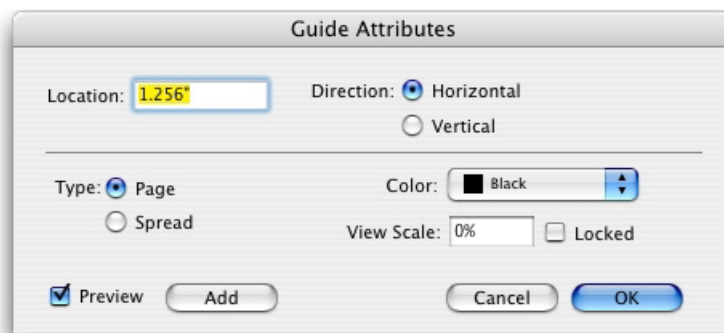 Guide Attributes
Location: 1.256" Direction: Horizontal
Vertical
Type: Page Color: Black
Spread View Scale: 0% Locked
Preview Add Cancel OK